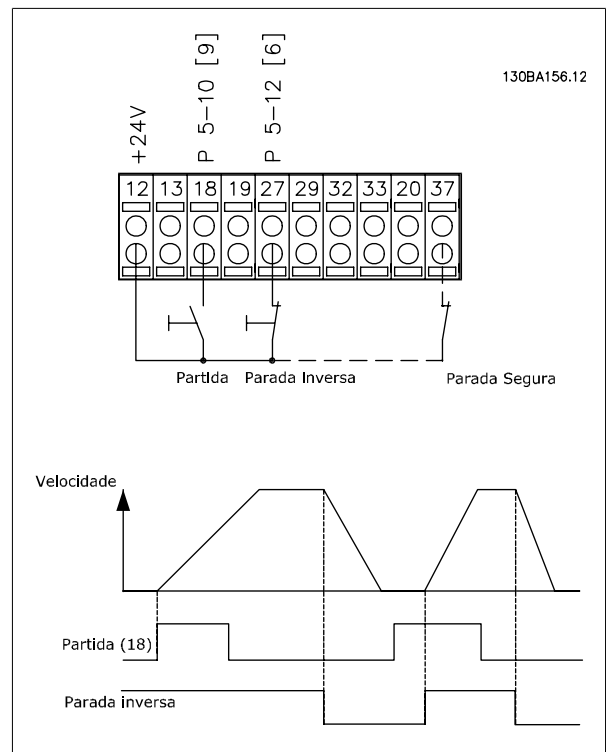 130BA156.12
+24V
P 5-10 [9]
P 5-12 [6]
12 13 18 19 27 29 32 33 20 37
Partida Parada Inversa Parada Segura
Velocidade
Partida (18)
Parada inversa